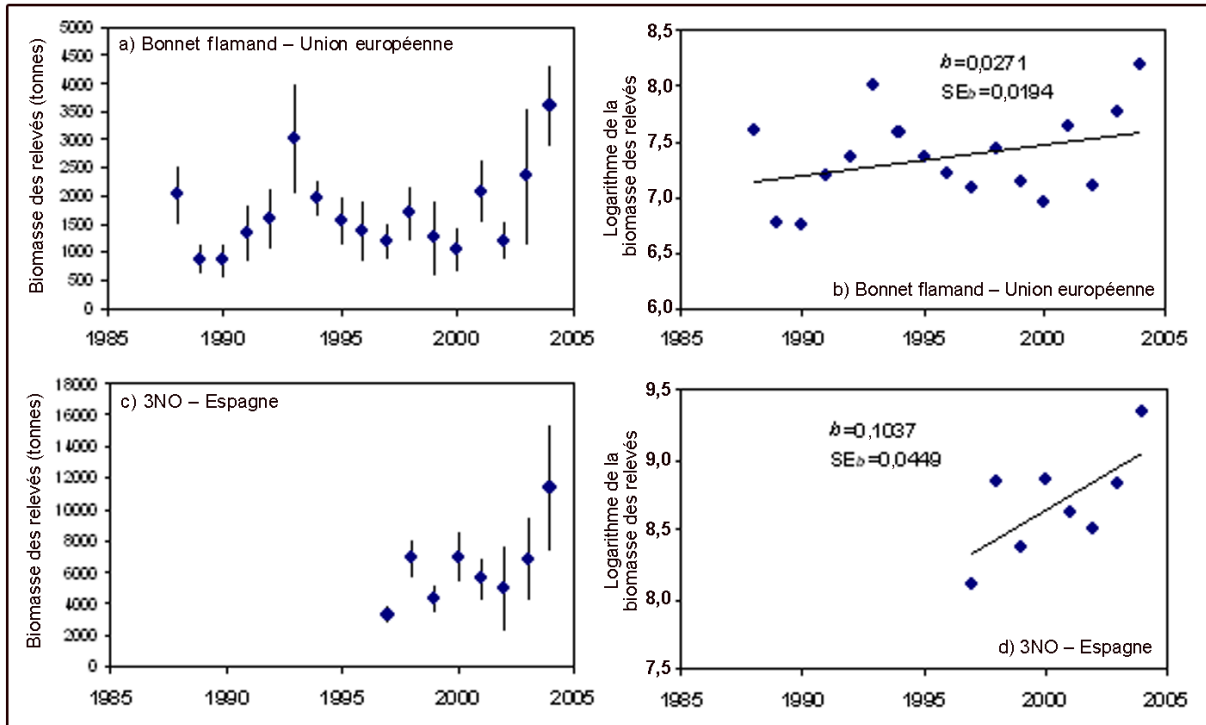 a) Bonnet flamand – Union européenne
Biomasse des relevés (tonnes)
5000
4500
4000
3500
3000
2500
2000
1500
1000
500
0
1985 1990 1995 2000 2005
Logarithme de la
biomasse des relevés
8,5
8,0
7,5
7,0
6,5
6,0
b=0,0271
SEb=0,0194
b) Bonnet flamand – Union européenne
1985 1990 1995 2000 2005
c) 3NO – Espagne
Biomasse des relevés (tonnes)
18000
16000
14000
12000
10000
8000
6000
4000
2000
0
1985 1990 1995 2000 2005
Logarithme de la
biomasse des relevés
9,5
9,0
8,5
8,0
7,5
b=0,1037
SEb=0,0449
d) 3NO – Espagne
1985 1990 1995 2000 2005